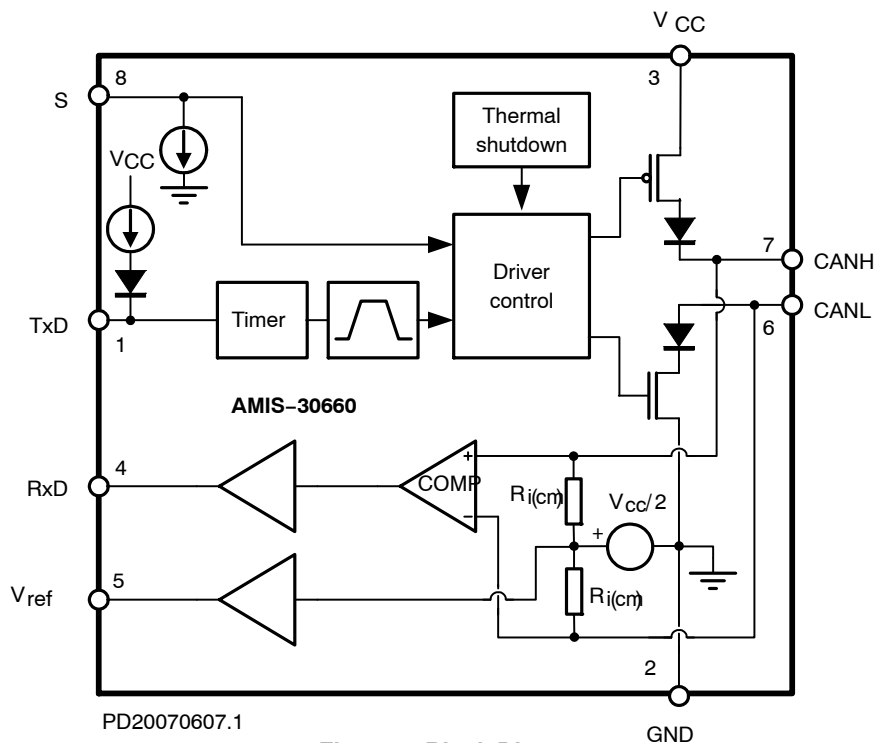 V CC
3
8
S
Thermal
shutdown
VCC
7
CANH
Driver
control
CANL
TxD
Timer
6
1
AMIS–30660
4
RxD
+
COMP
–
Ri(cm)
Vcc/2
+
5
Vref
Ri(cm)
2
PD20070607.1
GND